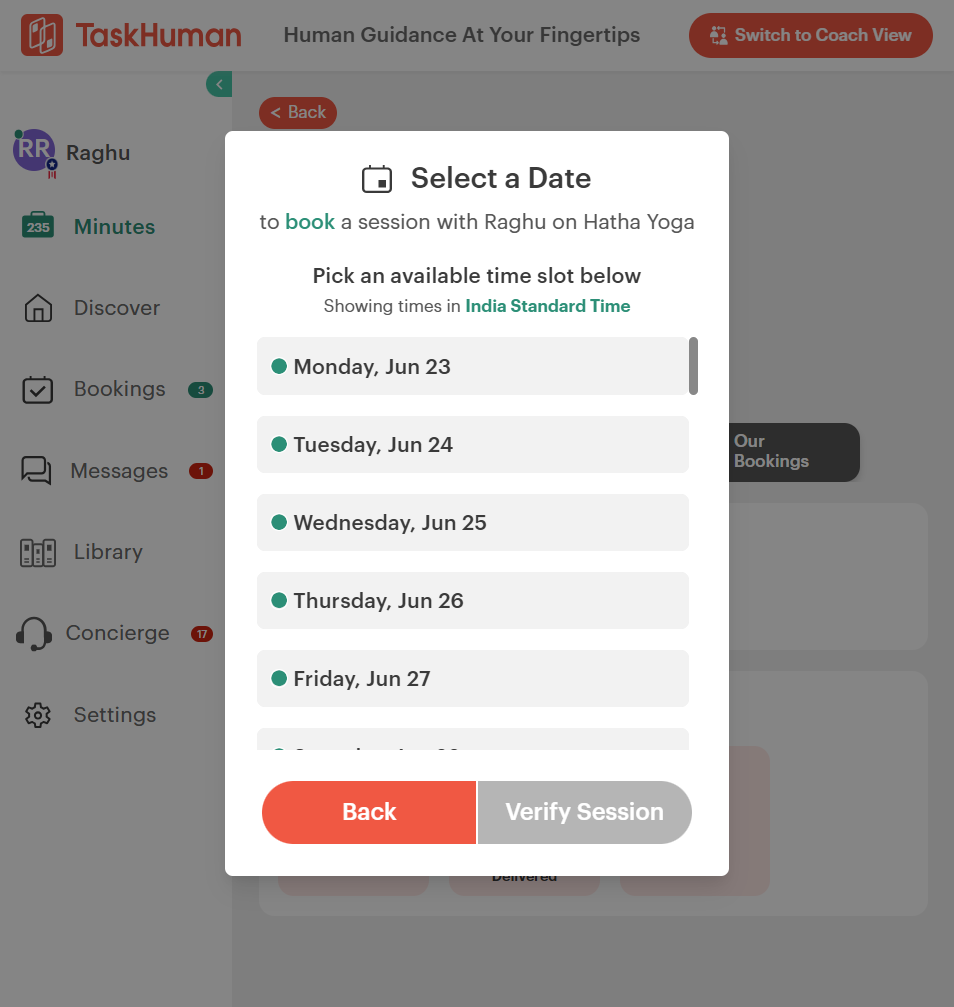 TaskHuman
Human Guidance At Your Fingertips
Switch to Coach View
< Back
RR
Raghu
235
Minutes
Discover
Bookings
3
Messages
1
Library
Concierge
17
Settings
Select a Date
to book a session with Raghu on Hatha Yoga
Pick an available time slot below
Showing times in India Standard Time
Monday, Jun 23
Tuesday, Jun 24
Wednesday, Jun 25
Thursday, Jun 26
Friday, Jun 27
Our
Bookings
Back
Verify Session
Delivered